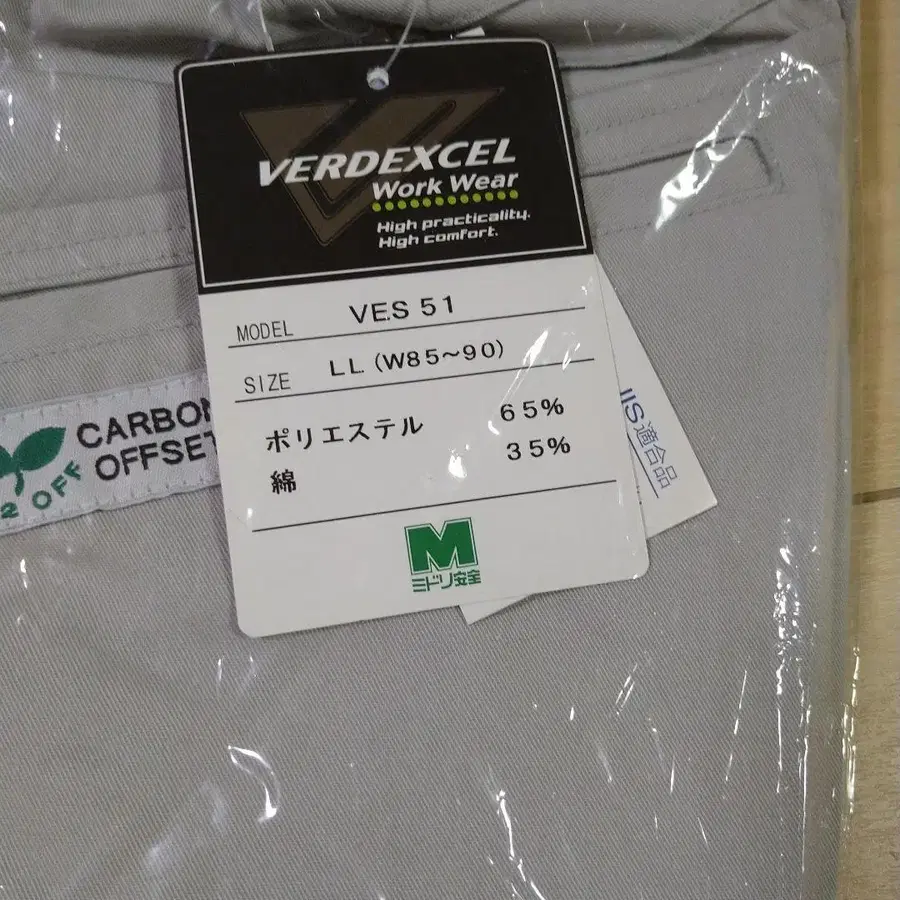 VERDEXCEL
Work Wear
High practicality.
High comfort.
MODEL VES 51
SIZE LL. (W85〜90)
ポリエステル 65%
綿 35%
M
ミドリ安全
CARBON
OFFSET
2 OFF
JIS適合品